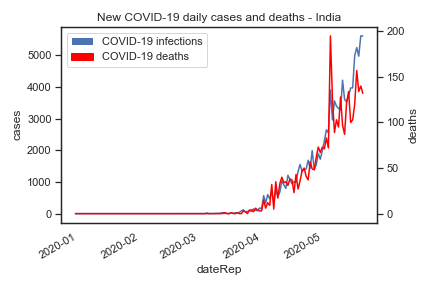 New COVID-19 daily cases and deaths - India
COVID-19 infections
COVID-19 deaths
5000
4000
3000
2000
1000
0
cases
200
150
100
50
0
deaths
2020-01
2020-02
2020-03
2020-04
2020-05
dateRep